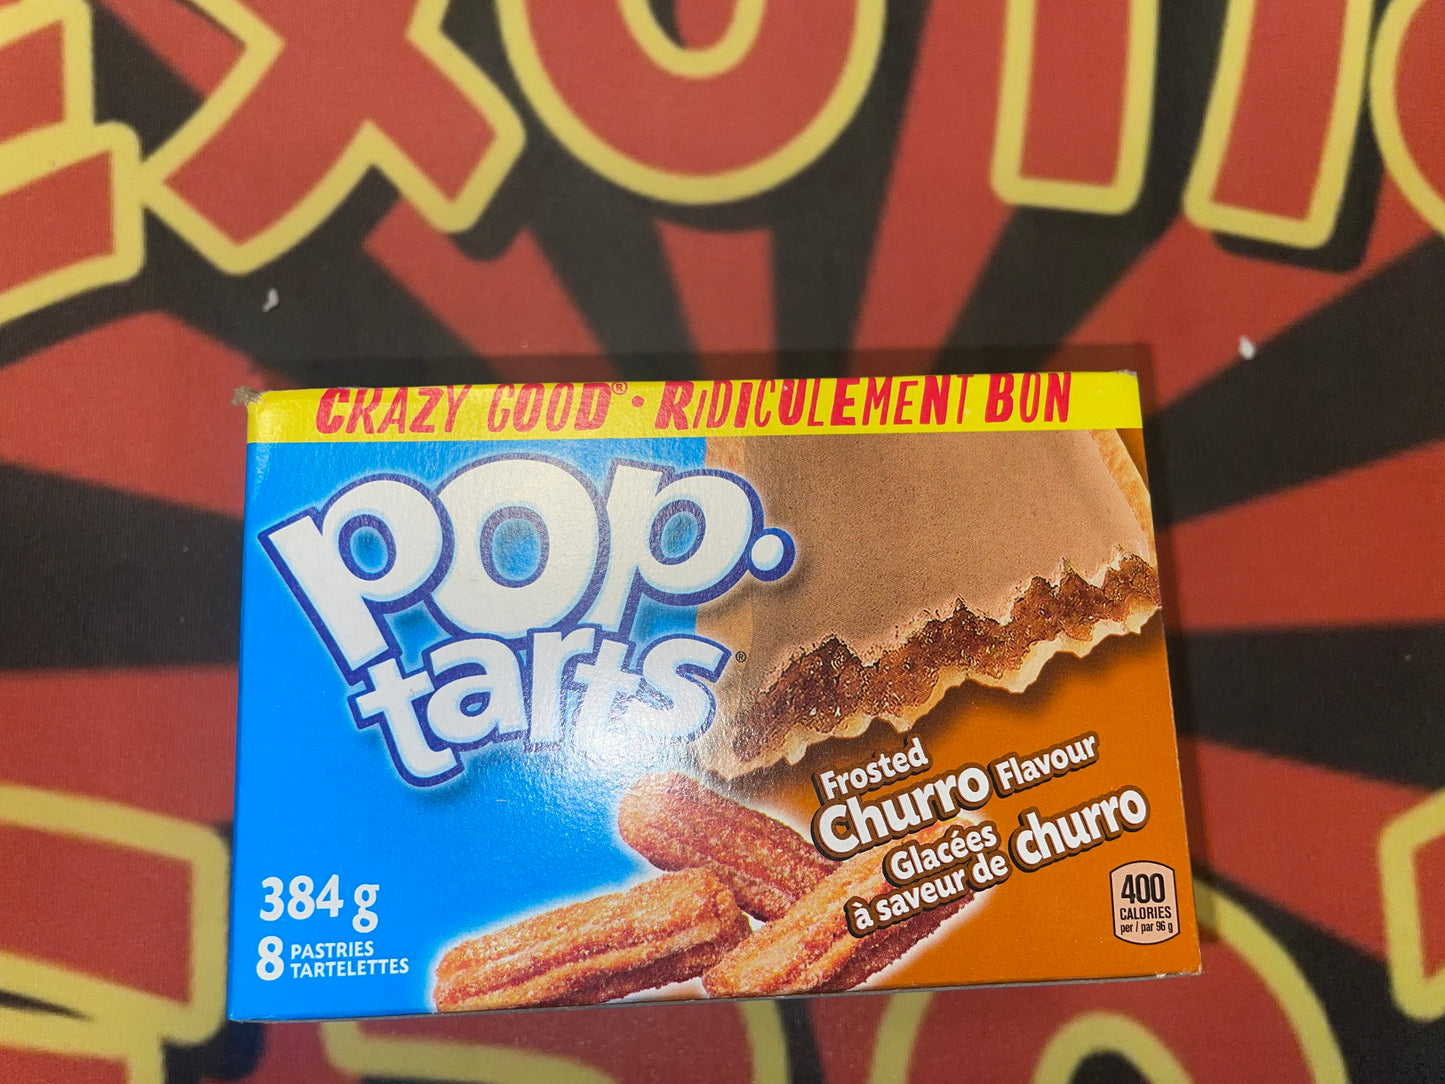 CRAZY GOOD® • RIDICULEMENT BON
POP.
tarts®
Frosted
Churro Flavour
Glacées
à saveur de churro
384 g
8 PASTRIES
TARTELETTES
400
CALORIES
per / par 96 g